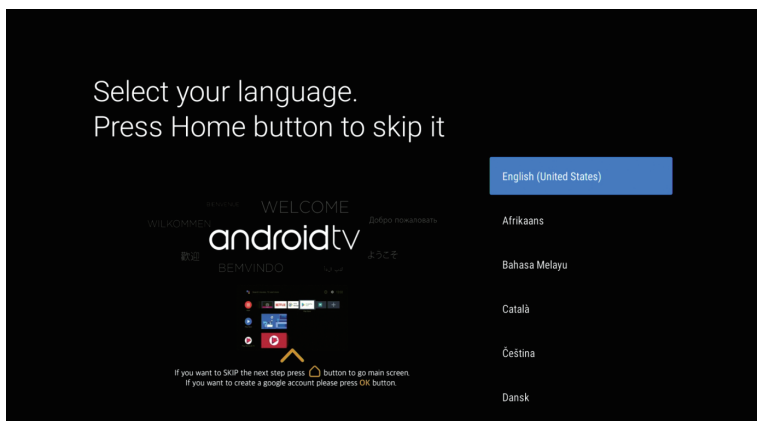 Select your language.
Press Home button to skip it
English (United States)
Afrikaans
Bahasa Melayu
Català
Čeština
Dansk
WELCOME
WILKOMMEN
Добро пожаловать
androidtv
歡迎
ようこそ
BEMVINDO
If you want to SKIP the next step press button to go main screen.
If you want to create a google account please press OK button.